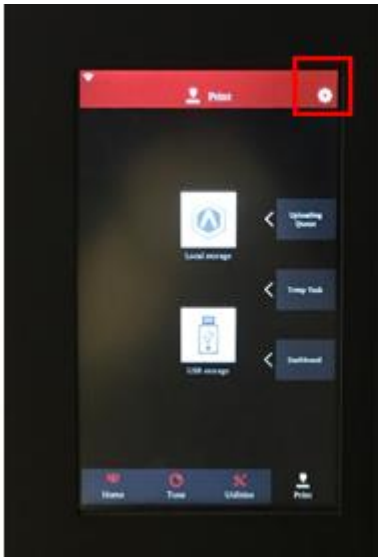 Print
Uploading
Queue
Local storage
Temp Task
Dashboard
USB storage
Home
Tune
Utilities
Print